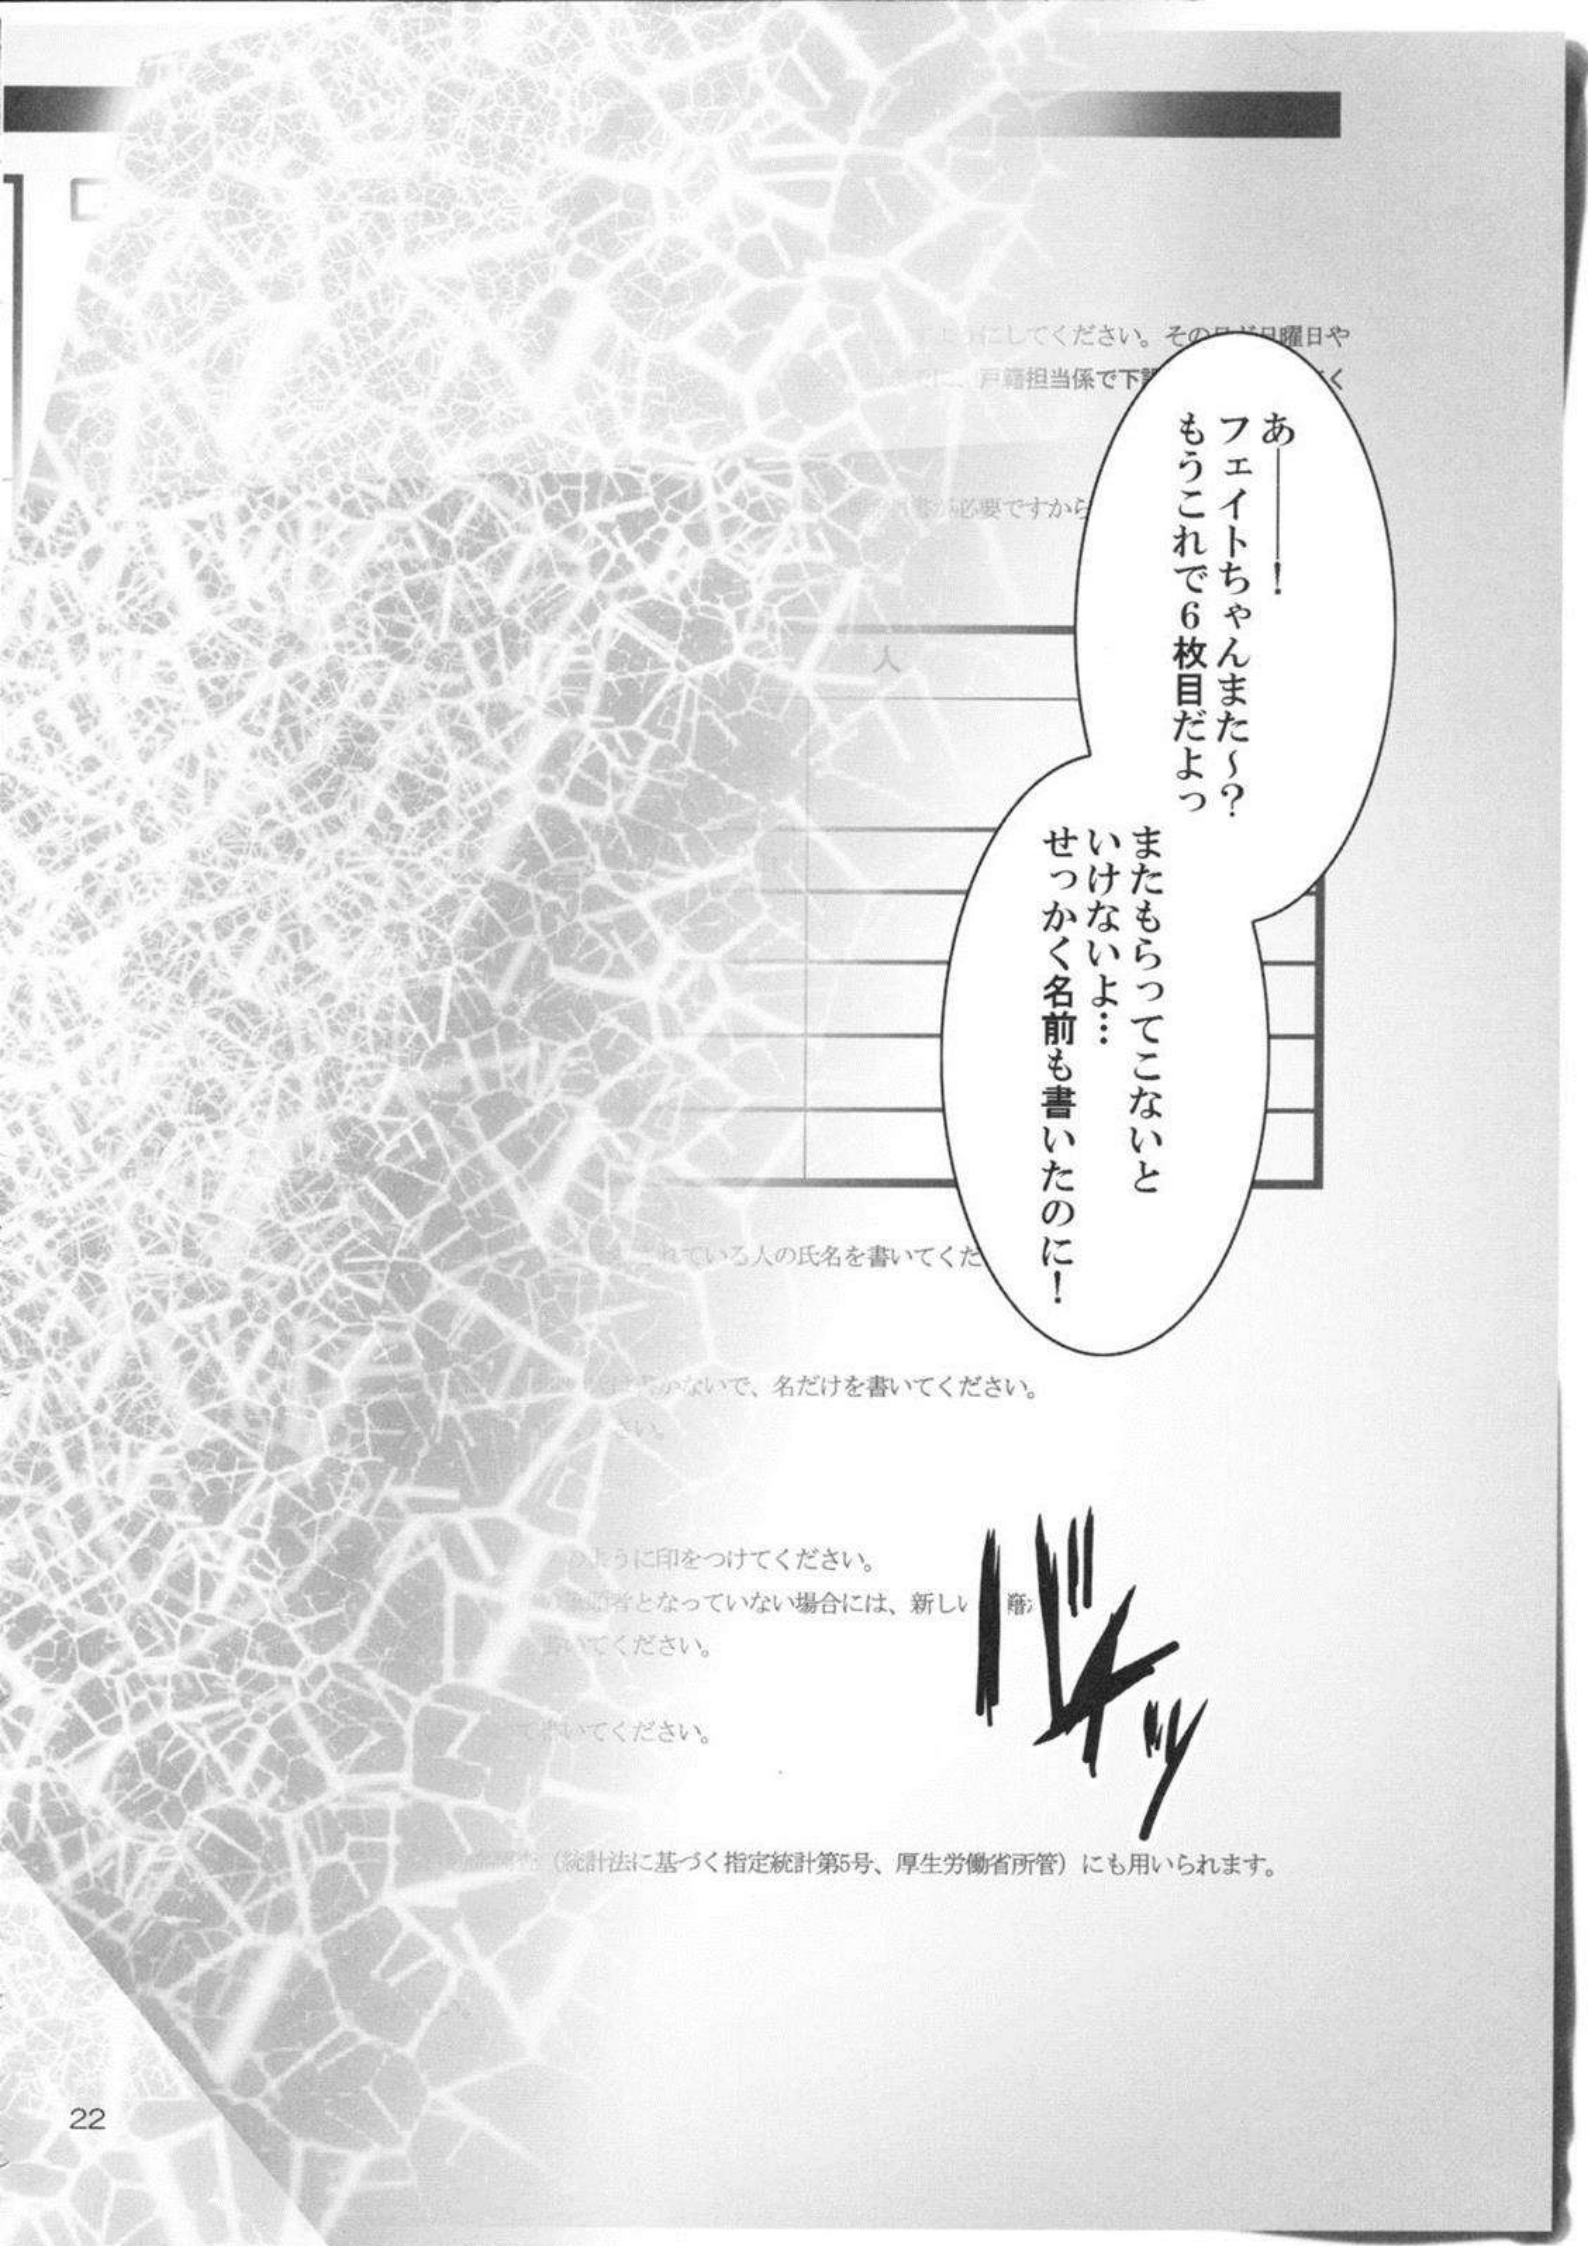 あ―――！
フェイトちゃんまた～？
もうこれで６枚目だよっ
またもらってこないと
いけないよ…
せっかく名前も書いたのに！
にしてください。その日が日曜日や
戸籍担当係で下
く
必要ですから
人
れている人の氏名を書いてくだ
かないで、名だけを書いてください。
さい。
のように印をつけてください。
者となっていない場合には、新しい
いてください。
て書いてください。
（統計法に基づく指定統計第5号、厚生労働省所管）にも用いられます。
バイッ
22